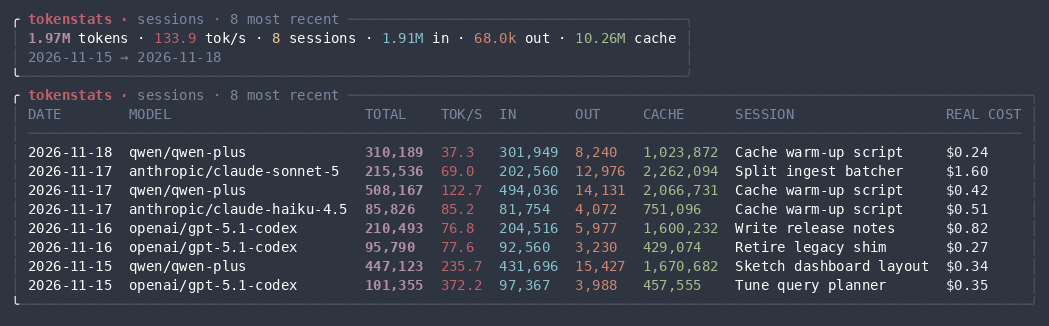 tokenstats · sessions · 8 most recent
1.97M tokens · 133.9 tok/s · 8 sessions · 1.91M in · 68.0k out · 10.26M cache
2026-11-15 → 2026-11-18
tokenstats · sessions · 8 most recent
DATE MODEL TOTAL TOK/S IN OUT CACHE SESSION REAL COST
2026-11-18 qwen/qwen-plus 310,189 37.3 301,949 8,240 1,023,872 Cache warm-up script $0.24
2026-11-17 anthropic/claude-sonnet-5 215,536 69.0 202,560 12,976 2,262,094 Split ingest batcher $1.60
2026-11-17 qwen/qwen-plus 508,167 122.7 494,036 14,131 2,066,731 Cache warm-up script $0.42
2026-11-17 anthropic/claude-haiku-4.5 85,826 85.2 81,754 4,072 751,096 Cache warm-up script $0.51
2026-11-16 openai/gpt-5.1-codex 210,493 76.8 204,516 5,977 1,600,232 Write release notes $0.82
2026-11-16 openai/gpt-5.1-codex 95,790 77.6 92,560 3,230 429,074 Retire legacy shim $0.27
2026-11-15 qwen/qwen-plus 447,123 235.7 431,696 15,427 1,670,682 Sketch dashboard layout $0.34
2026-11-15 openai/gpt-5.1-codex 101,355 372.2 97,367 3,988 457,555 Tune query planner $0.35